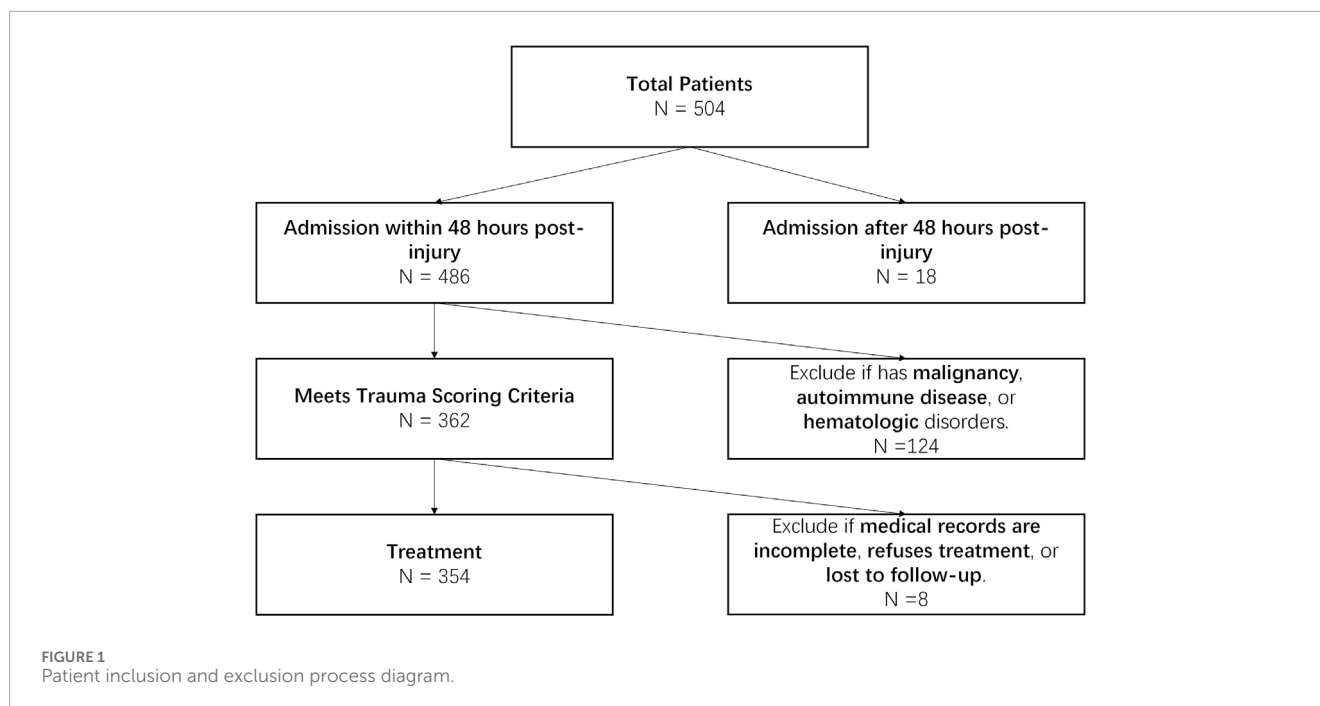 Total Patients
N = 504
Admission within 48 hours post-
injury
N = 486
Admission after 48 hours post-
injury
N = 18
Meets Trauma Scoring Criteria
N = 362
Exclude if has malignancy,
autoimmune disease, or
hematologic disorders.
N =124
Treatment
N = 354
Exclude if medical records are
incomplete, refuses treatment, or
lost to follow-up.
N =8
FIGURE 1
Patient inclusion and exclusion process diagram.